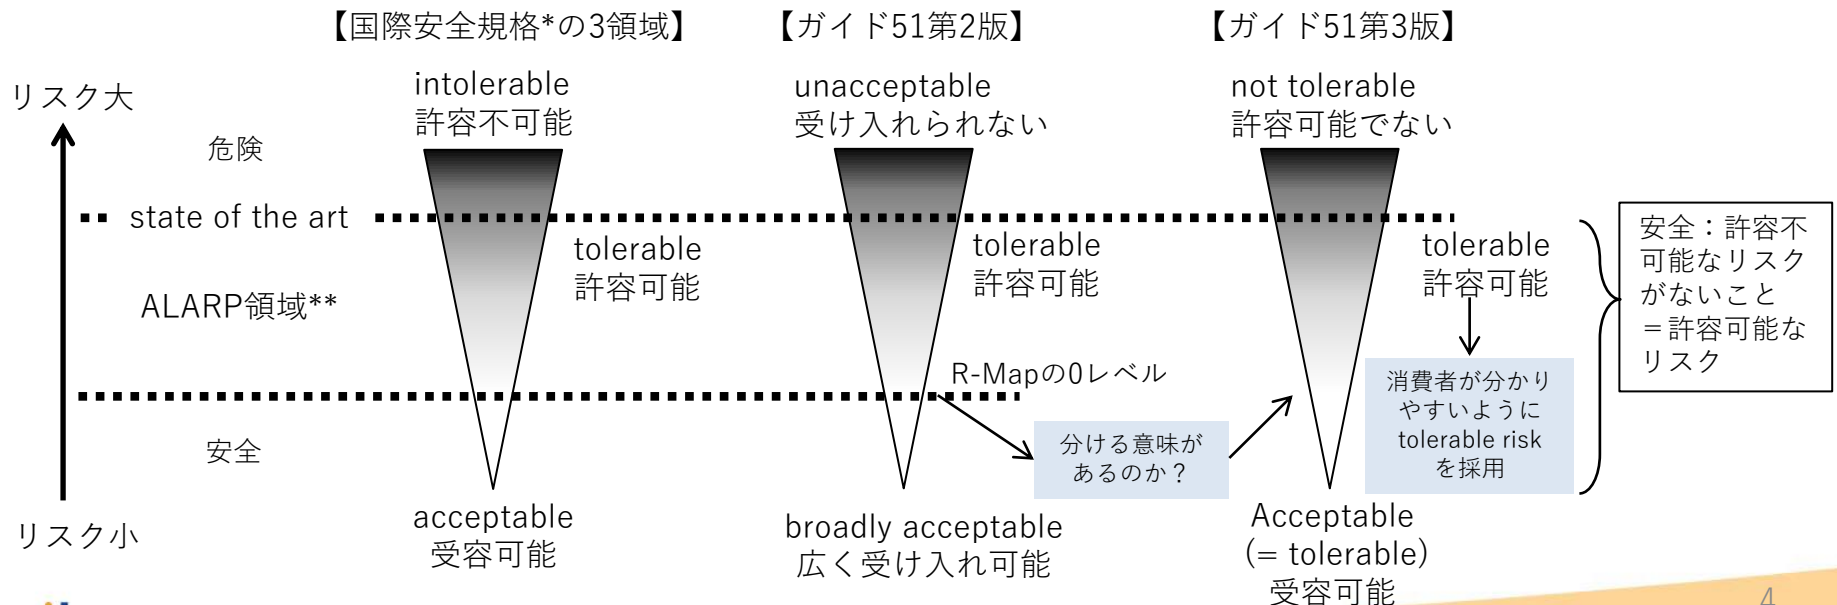 【国際安全規格*の3領域】
【ガイド51第2版】
【ガイド51第3版】
リスク大
危険
state of the art
ALARP領域**
安全
リスク小
intolerable
許容不可能
tolerable
許容可能
acceptable
受容可能
unacceptable
受け入れられない
tolerable
許容可能
R-Mapの0レベル
分ける意味が
あるのか？
broadly acceptable
広く受け入れ可能
not tolerable
許容可能でない
tolerable
許容可能
消費者が分かり
やすいように
tolerable risk
を採用
Acceptable
(= tolerable)
受容可能
安全：許容不
可能なリスク
がないこと
＝許容可能な
リスク
4